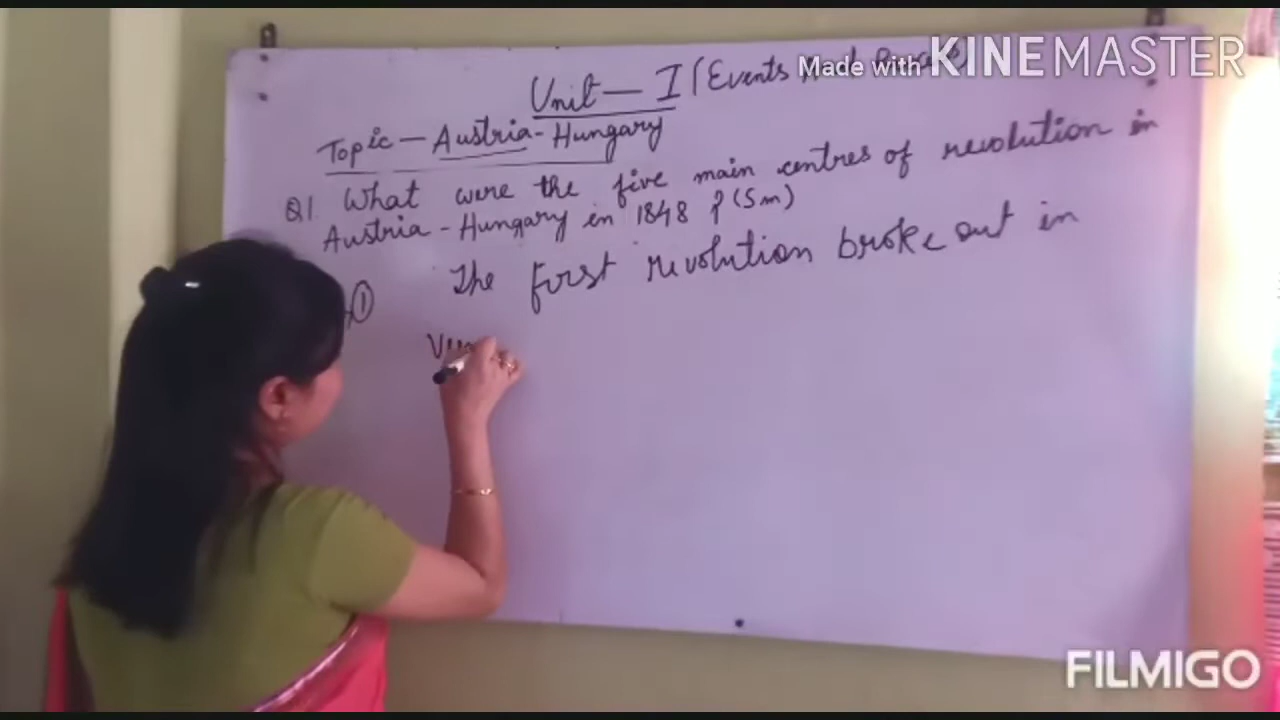 Made with KINEMASTER
Unit — I (Events And
Topic — Austria - Hungary
Q1. What were the five main centres of revolution in
Austria - Hungary in 1848 ? (5m)
① The first revolution broke out in
FILMIGO